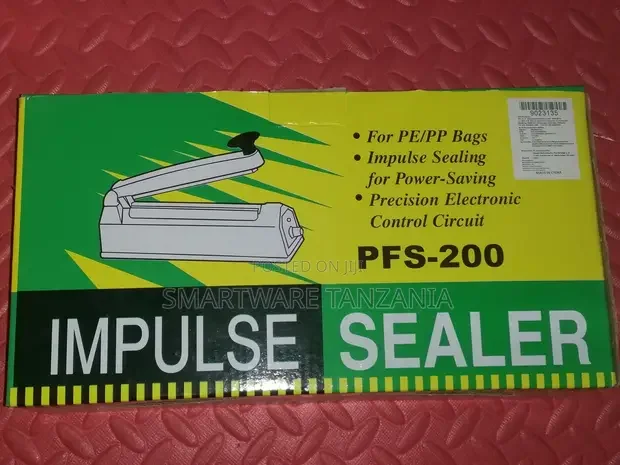 9023135
• For PE/PP Bags
• Impulse Sealing
for Power-Saving
• Precision Electronic
Control Circuit
PFS-200
POSTED ON JIJI
SMARTWARE TANZANIA
IMPULSE SEALER